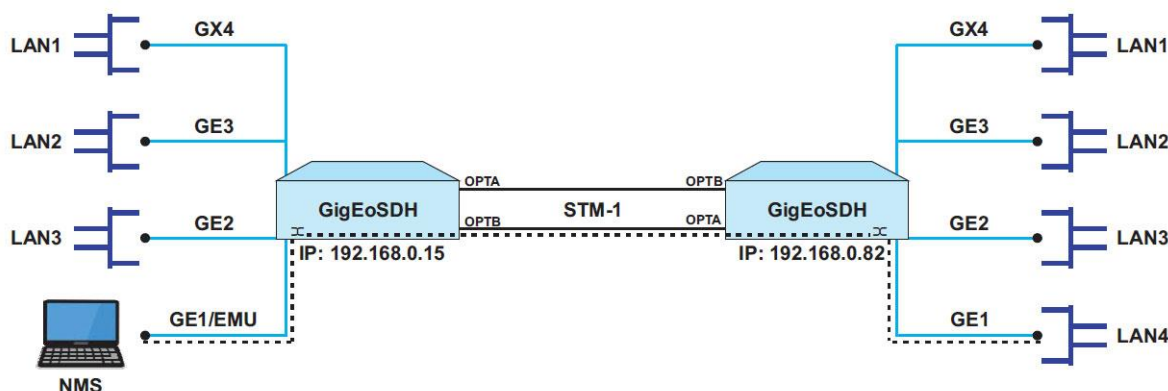 GX4
GX4
LAN1
LAN1
GE3
GE3
LAN2
LAN2
OPTA
OPTB
GigEoSDH
STM-1
GigEoSDH
OPTB
OPTA
GE2
GE2
LAN3
LAN3
IP: 192.168.0.15
IP: 192.168.0.82
GE1/EMU
GE1
LAN4
NMS